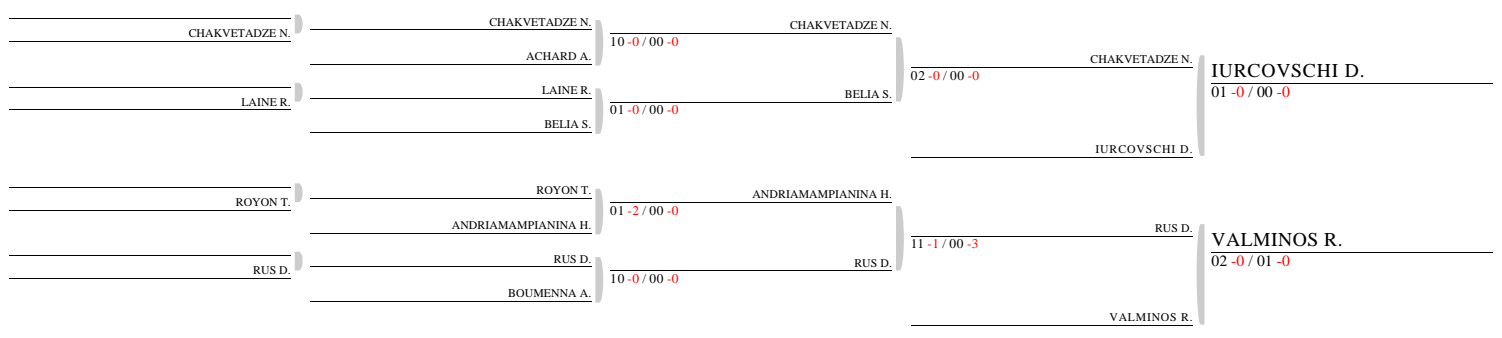 CHAKVETADZE N.
LAINE R.
ROYON T.
RUS D.
CHAKVETADZE N.
ACHARD A.
LAINE R.
BELIA S.
ROYON T.
ANDRIAMAMPIANINA H.
RUS D.
BOUMENNA A.
CHAKVETADZE N.
10 -0 / 00 -0
BELIA S.
01 -0 / 00 -0
ANDRIAMAMPIANINA H.
01 -2 / 00 -0
RUS D.
10 -0 / 00 -0
CHAKVETADZE N.
02 -0 / 00 -0
IURCOVSCHI D.
RUS D.
11 -1 / 00 -3
VALMINOS R.
IURCOVSCHI D.
01 -0 / 00 -0
VALMINOS R.
02 -0 / 01 -0